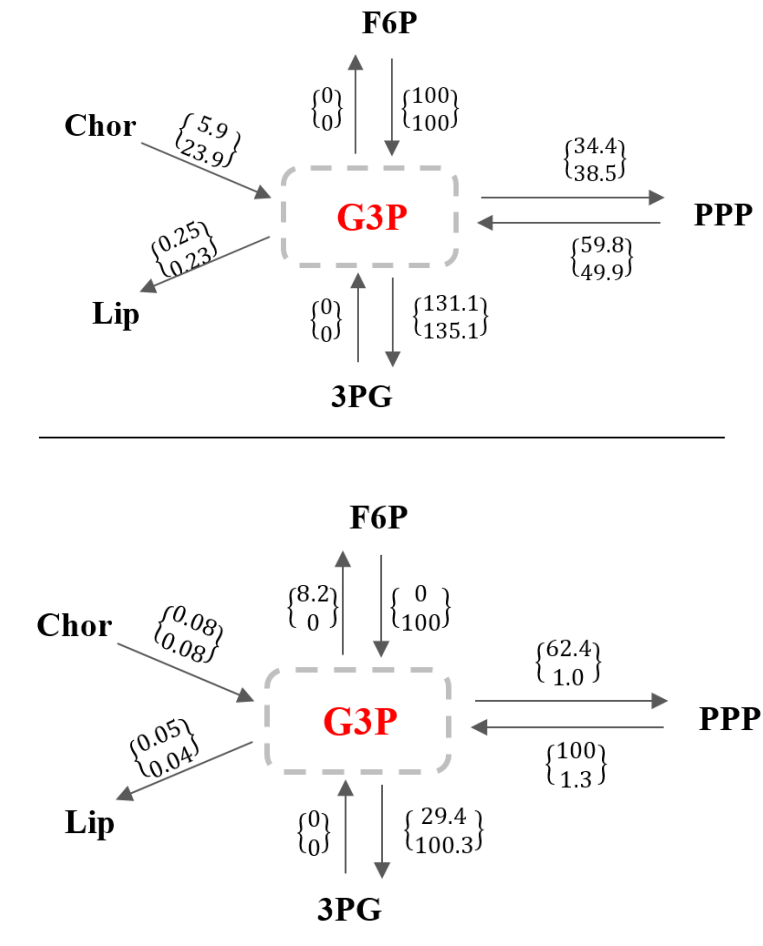 F6P
{0 0}
{100 100}
Chor
{5.9 23.9}
{34.4 38.5}
G3P
PPP
{0.25 0.23}
{59.8 49.9}
Lip
{0 0}
{131.1 135.1}
3PG
F6P
{8.2 0}
{0 100}
Chor
{0.08 0.08}
{62.4 1.0}
G3P
PPP
{0.05 0.04}
{100 1.3}
Lip
{0 0}
{29.4 100.3}
3PG